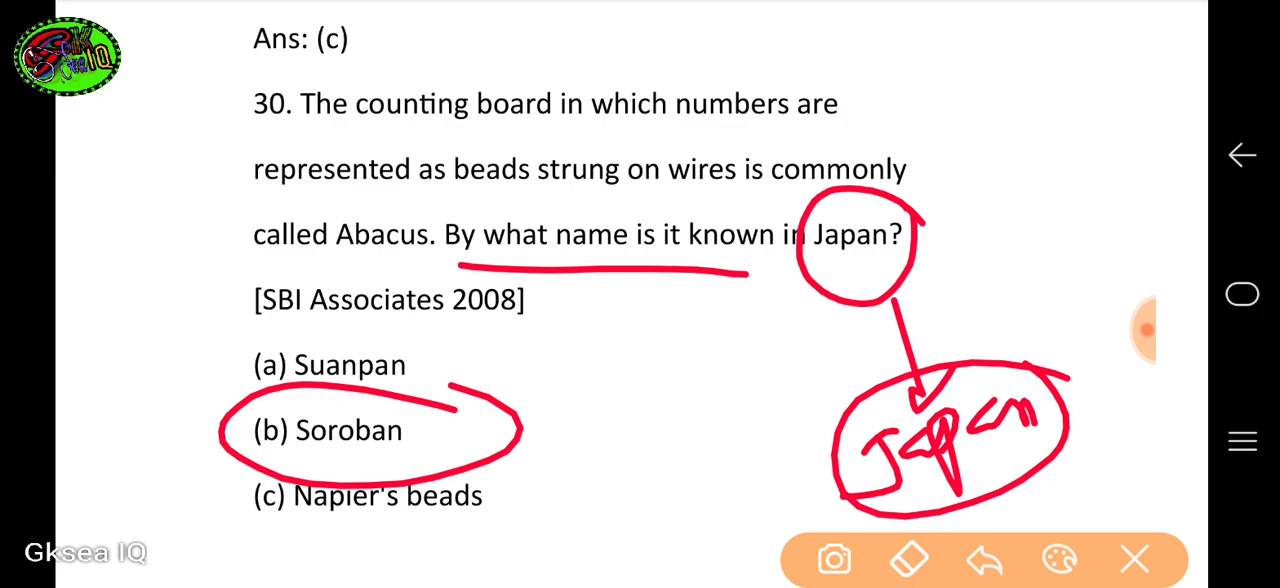 Ans: (c)
30. The counting board in which numbers are
represented as beads strung on wires is commonly
called Abacus. By what name is it known in Japan?
[SBI Associates 2008]
(a) Suanpan
(b) Soroban
Japan
(c) Napier's beads
Gksea IQ